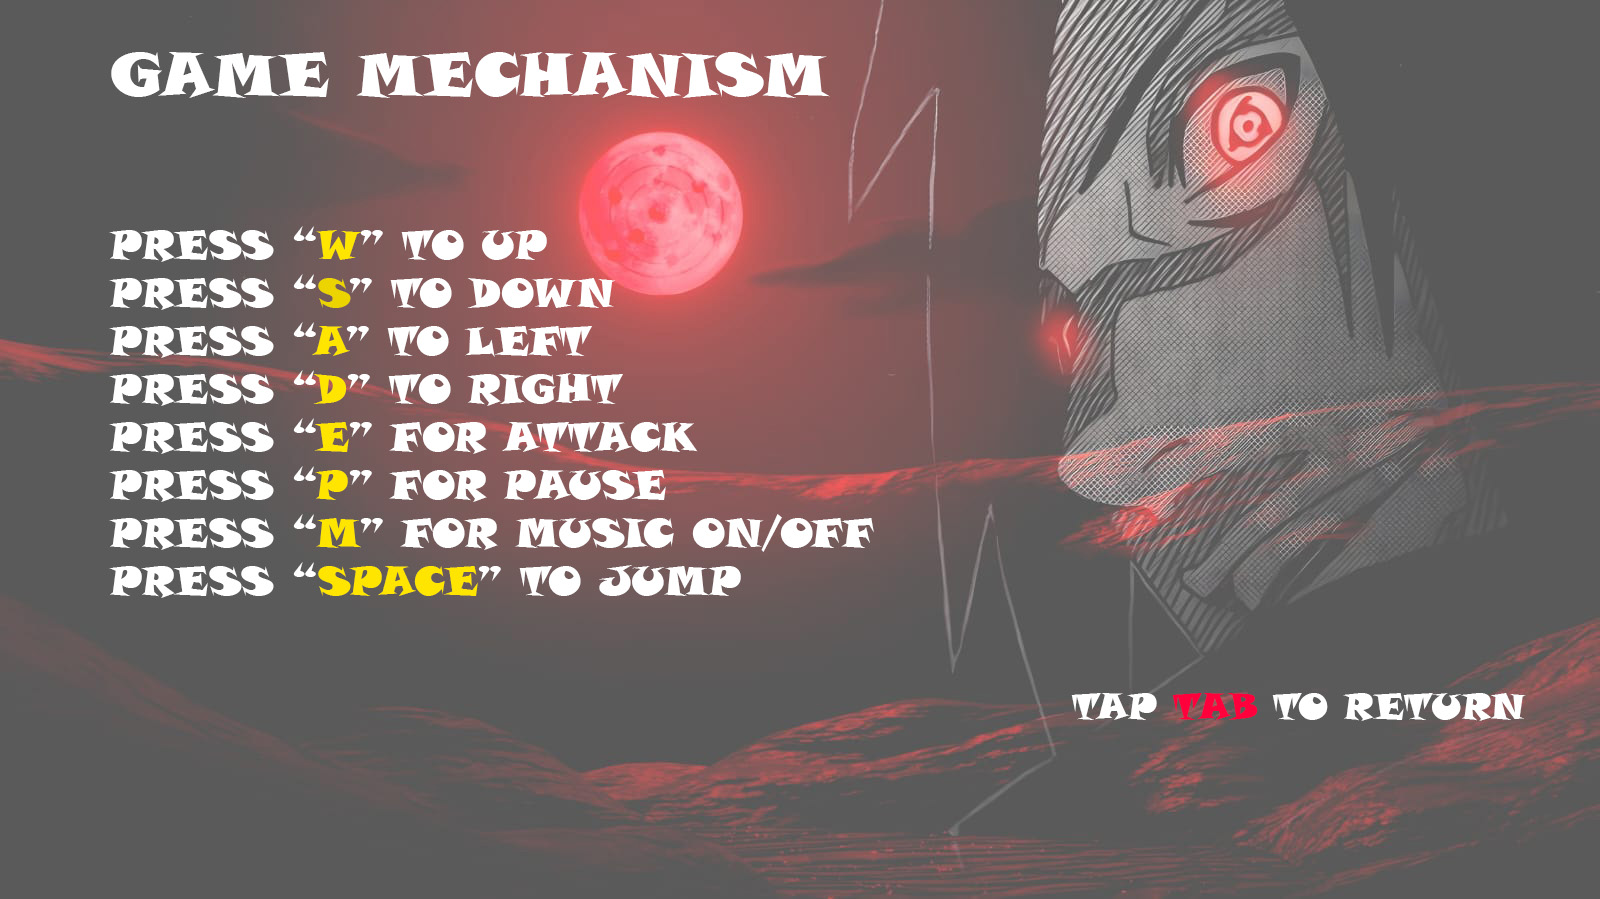 GAME MECHANISM
PRESS “W” TO UP
PRESS “S” TO DOWN
PRESS “A” TO LEFT
PRESS “D” TO RIGHT
PRESS “E” FOR ATTACK
PRESS “P” FOR PAUSE
PRESS “M” FOR MUSIC ON/OFF
PRESS “SPACE” TO JUMP
TAP TAB TO RETURN